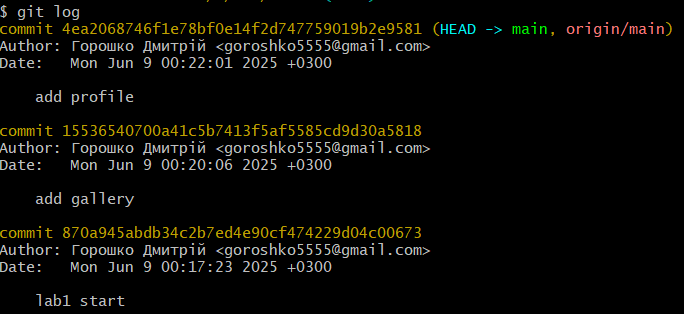 $ git log
commit 4ea2068746f1e78bf0e14f2d747759019b2e9581 (HEAD -> main, origin/main)
Author: Горошко Дмитрій <goroshko5555@gmail.com>
Date:   Mon Jun 9 00:22:01 2025 +0300
    add profile
commit 15536540700a41c5b7413f5af5585cd9d30a5818
Author: Горошко Дмитрій <goroshko5555@gmail.com>
Date:   Mon Jun 9 00:20:06 2025 +0300
    add gallery
commit 870a945abdb34c2b7ed4e90cf474229d04c00673
Author: Горошко Дмитрій <goroshko5555@gmail.com>
Date:   Mon Jun 9 00:17:23 2025 +0300
    lab1 start